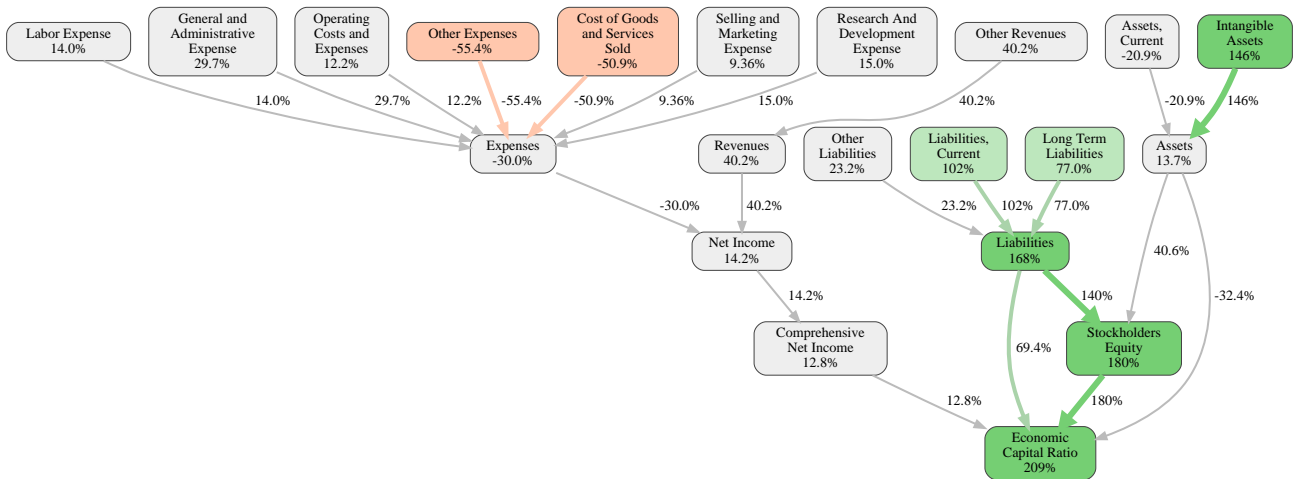 Labor Expense
14.0%
General and
Administrative
Expense
29.7%
Operating
Costs and
Expenses
12.2%
Other Expenses
-55.4%
Cost of Goods
and Services
Sold
-50.9%
Selling and
Marketing
Expense
9.36%
Research And
Development
Expense
15.0%
Other Revenues
40.2%
Assets,
Current
-20.9%
Intangible
Assets
146%
14.0%
29.7%
12.2%
-55.4%
-50.9%
9.36%
15.0%
40.2%
-20.9%
146%
Expenses
-30.0%
Revenues
40.2%
Other
Liabilities
23.2%
Liabilities,
Current
102%
Long Term
Liabilities
77.0%
Assets
13.7%
-30.0%
40.2%
23.2%
102%
77.0%
Net Income
14.2%
Liabilities
168%
40.6%
14.2%
140%
-32.4%
Comprehensive
Net Income
12.8%
69.4%
Stockholders
Equity
180%
12.8%
180%
Economic
Capital Ratio
209%